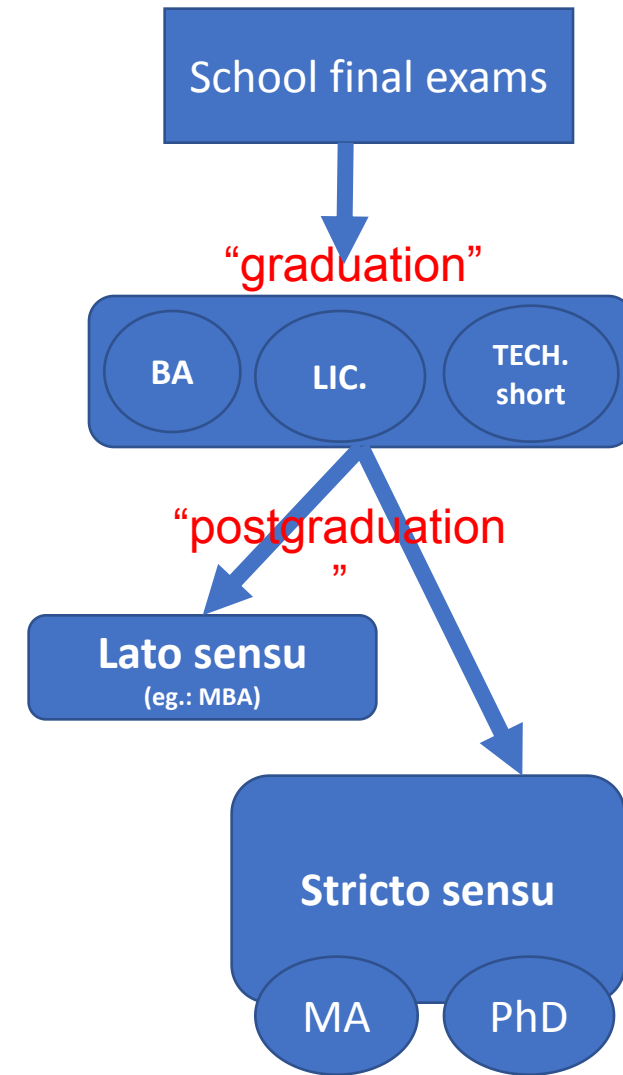 School final exams
“graduation”
BA
LIC.
TECH.
short
“postgraduation
”
Lato sensu
(eg.: MBA)
Stricto sensu
MA
PhD